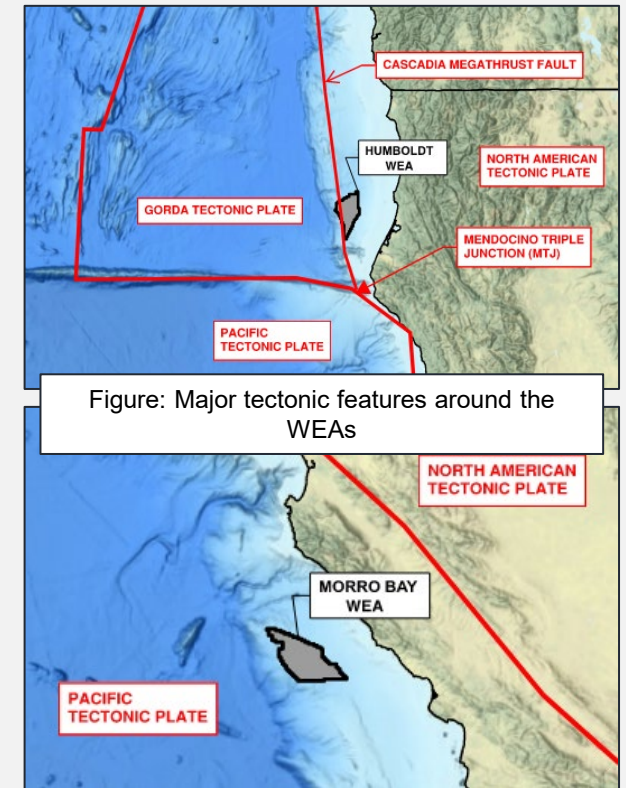 CASCADIA MEGATHRUST FAULT
HUMBOLDT
WEA
NORTH AMERICAN
TECTONIC PLATE
GORDA TECTONIC PLATE
MENDOCINO TRIPLE
JUNCTION (MTJ)
PACIFIC
TECTONIC PLATE
Figure: Major tectonic features around the
WEAs
NORTH AMERICAN
TECTONIC PLATE
MORRO BAY
WEA
PACIFIC
TECTONIC PLATE